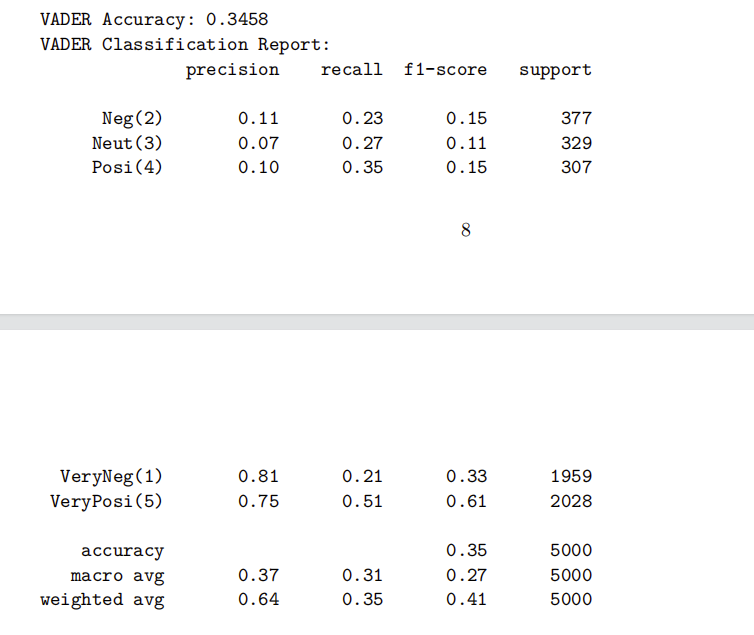 VADER Accuracy: 0.3458
VADER Classification Report:
precision recall f1-score support
Neg(2) 0.11 0.23 0.15 377
Neut(3) 0.07 0.27 0.11 329
Posi(4) 0.10 0.35 0.15 307
8
VeryNeg(1) 0.81 0.21 0.33 1959
VeryPosi(5) 0.75 0.51 0.61 2028
accuracy 0.35 5000
macro avg 0.37 0.31 0.27 5000
weighted avg 0.64 0.35 0.41 5000